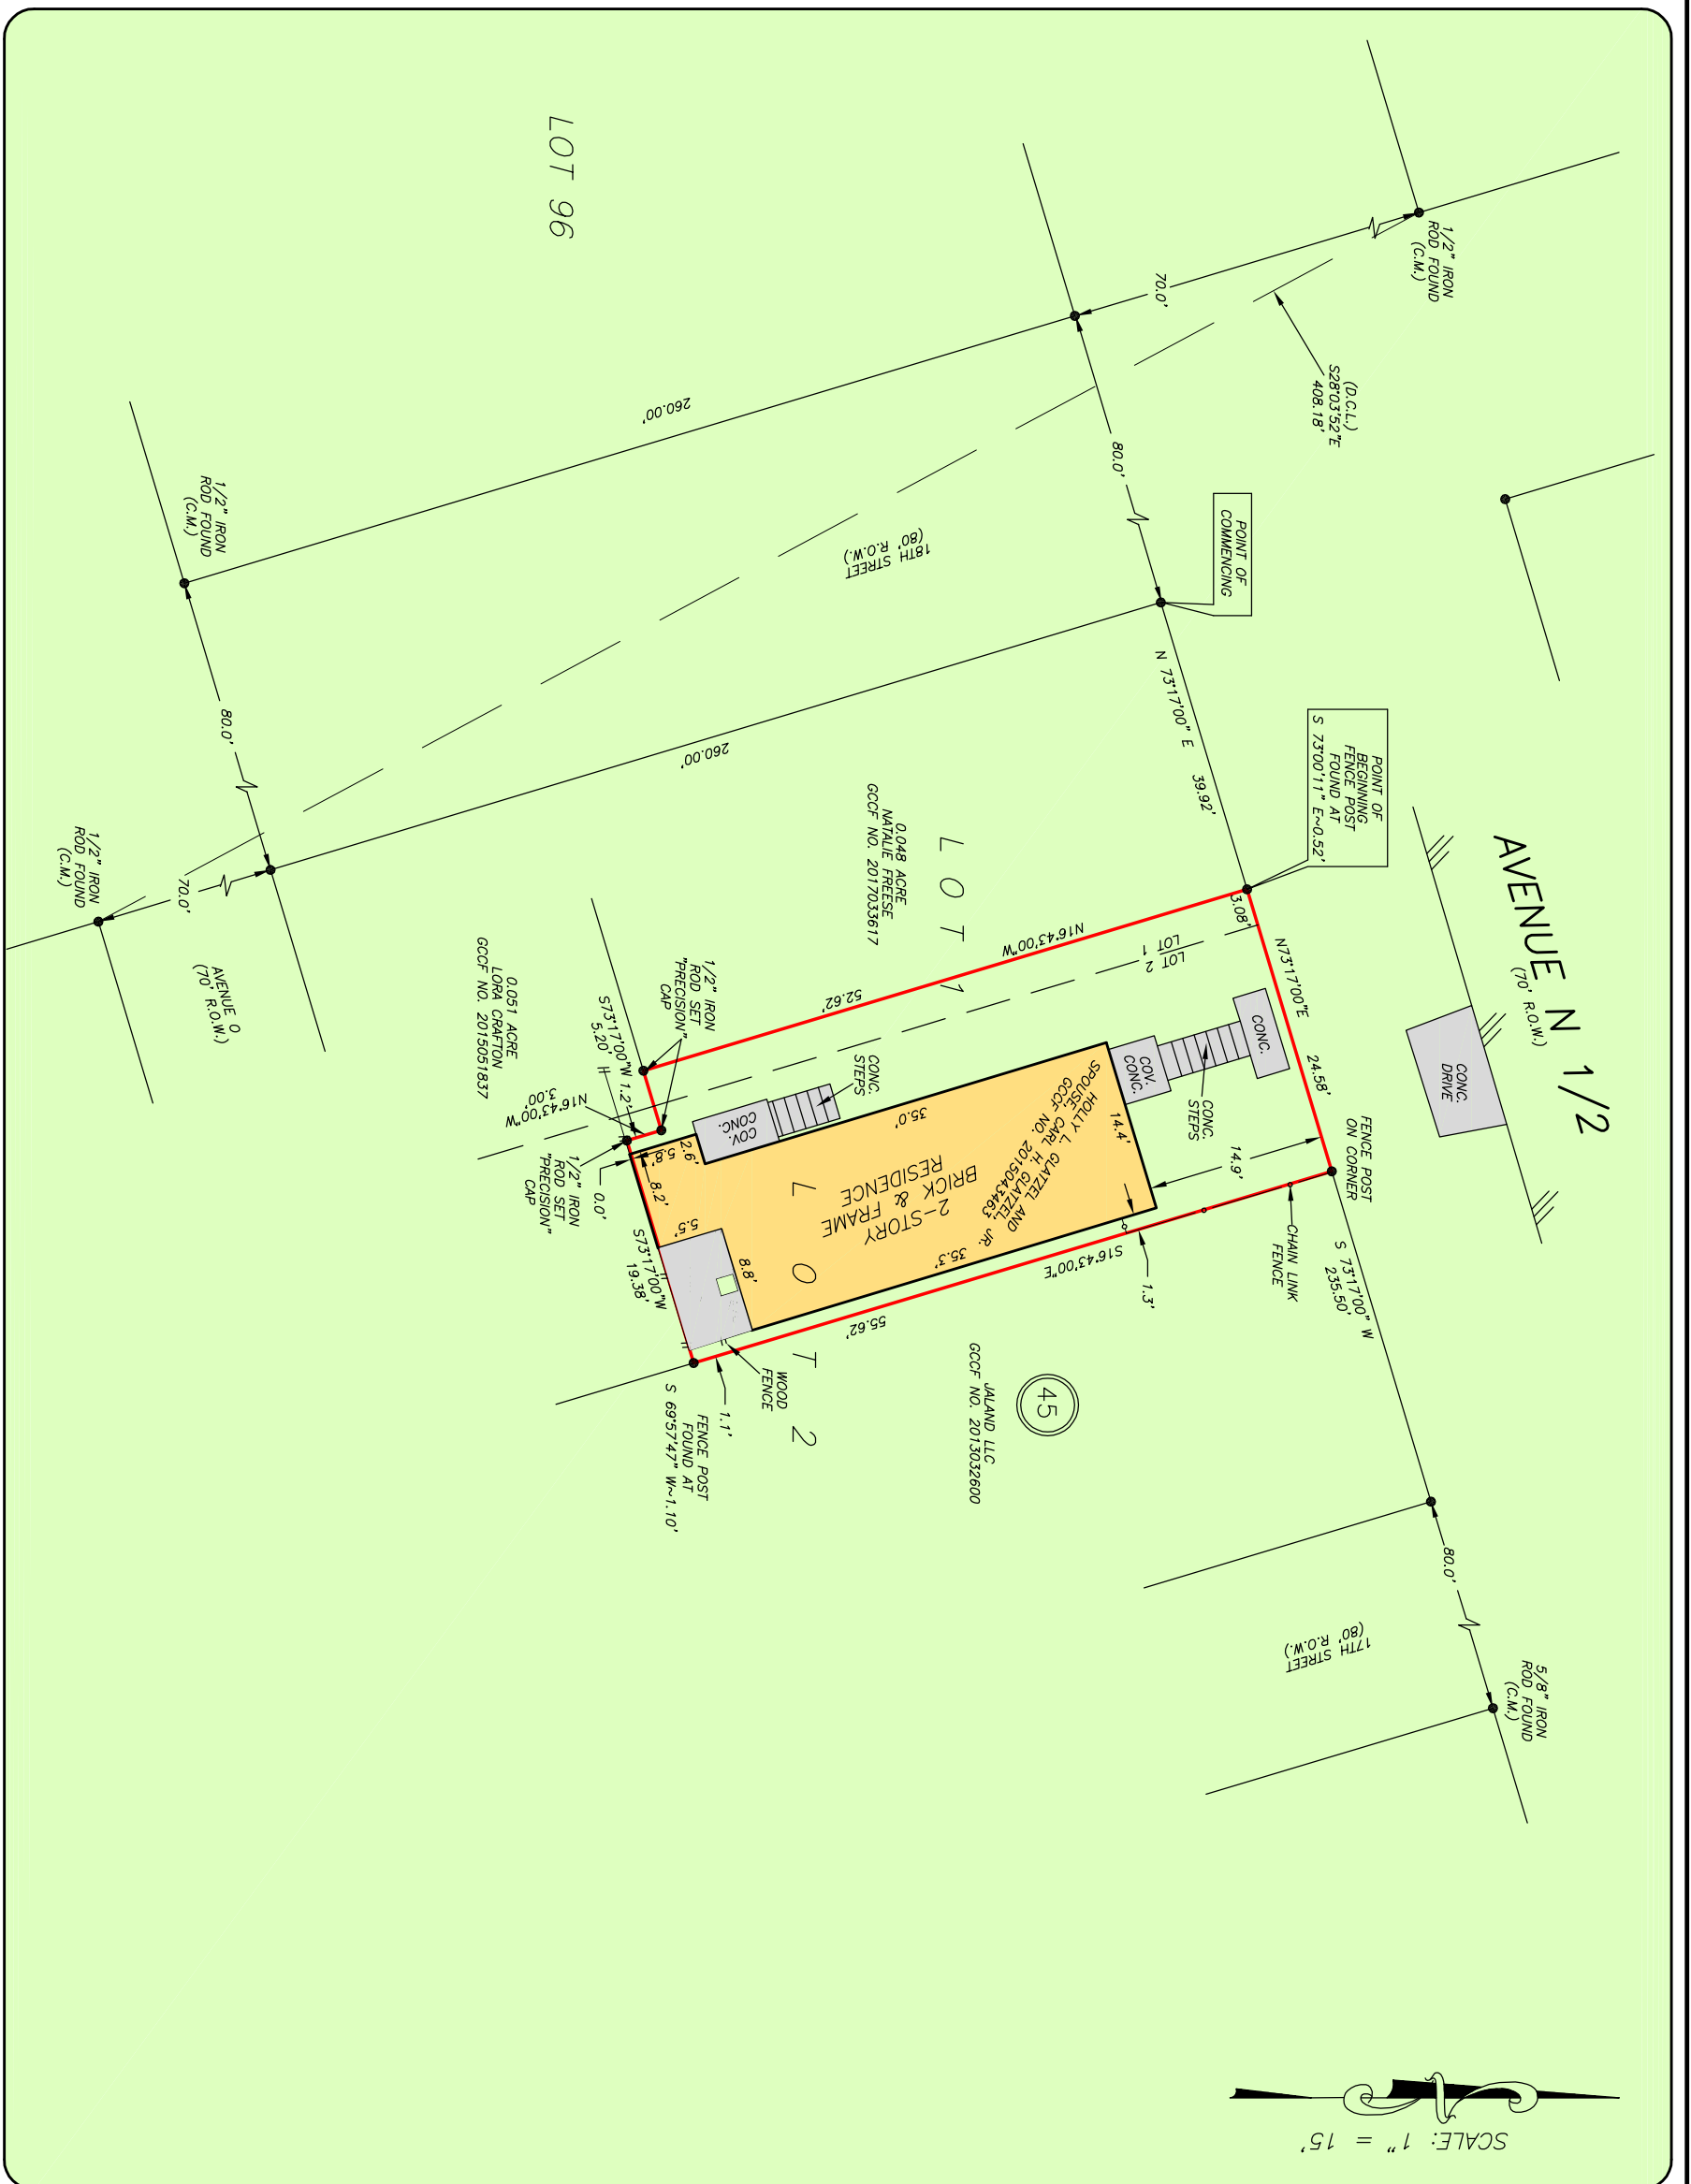 AVENUE N 1/2
(70' R.O.W.)
1/2" IRON
ROD FOUND
(C.M.)
70.0'
(D.C.L.)
S28°03'52"E
408.18'
80.0'
POINT OF
COMMENCING
N 73°17'00" E 39.92'
POINT OF
BEGINNING
FENCE POST
FOUND AT
S 73°00'11" E~0.52'
CONC.
DRIVE
N73°17'00"E 24.58'
3.08'
FENCE POST
ON CORNER
CHAIN LINK
FENCE
S 73°17'00" W
235.50'
80.0'
5/8" IRON
ROD FOUND
(C.M.)
17TH STREET
(80' R.O.W.)
SCALE: 1" = 15'
LOT 96
260.00'
18TH STREET
(80' R.O.W.)
260.00'
LOT 1
0.048 ACRE
NATALIE FREESE
GCCF NO. 2017033617
N16°43'00"W 52.62'
LOT 1
LOT 2
CONC.
CONC.
STEPS
COV.
CONC.
14.9'
14.4'
1.3'
HOLLY L. GLATZEL AND
SPOUSE, CARL H. GLATZEL, JR.
GCCF NO. 2015043463
2-STORY
BRICK & FRAME
RESIDENCE
35.0'
35.3'
S16°43'00"E 55.62'
45
JALAND LLC
GCCF NO. 2013032600
LOT 2
CONC.
STEPS
COV.
CONC.
2.6'
5.8'
8.2'
5.5'
8.8'
0.0'
1.2'
1/2" IRON
ROD SET
"PRECISION"
CAP
S73°17'00"W
5.20'
N16°43'00"W
3.00'
1/2" IRON
ROD SET
"PRECISION"
CAP
S73°17'00"W
19.38'
WOOD
FENCE
1.1'
FENCE POST
FOUND AT
S 69°57'47" W~1.10'
0.051 ACRE
LORA CRAFTON
GCCF NO. 2015051837
1/2" IRON
ROD FOUND
(C.M.)
80.0'
70.0'
1/2" IRON
ROD FOUND
(C.M.)
AVENUE O
(70' R.O.W.)